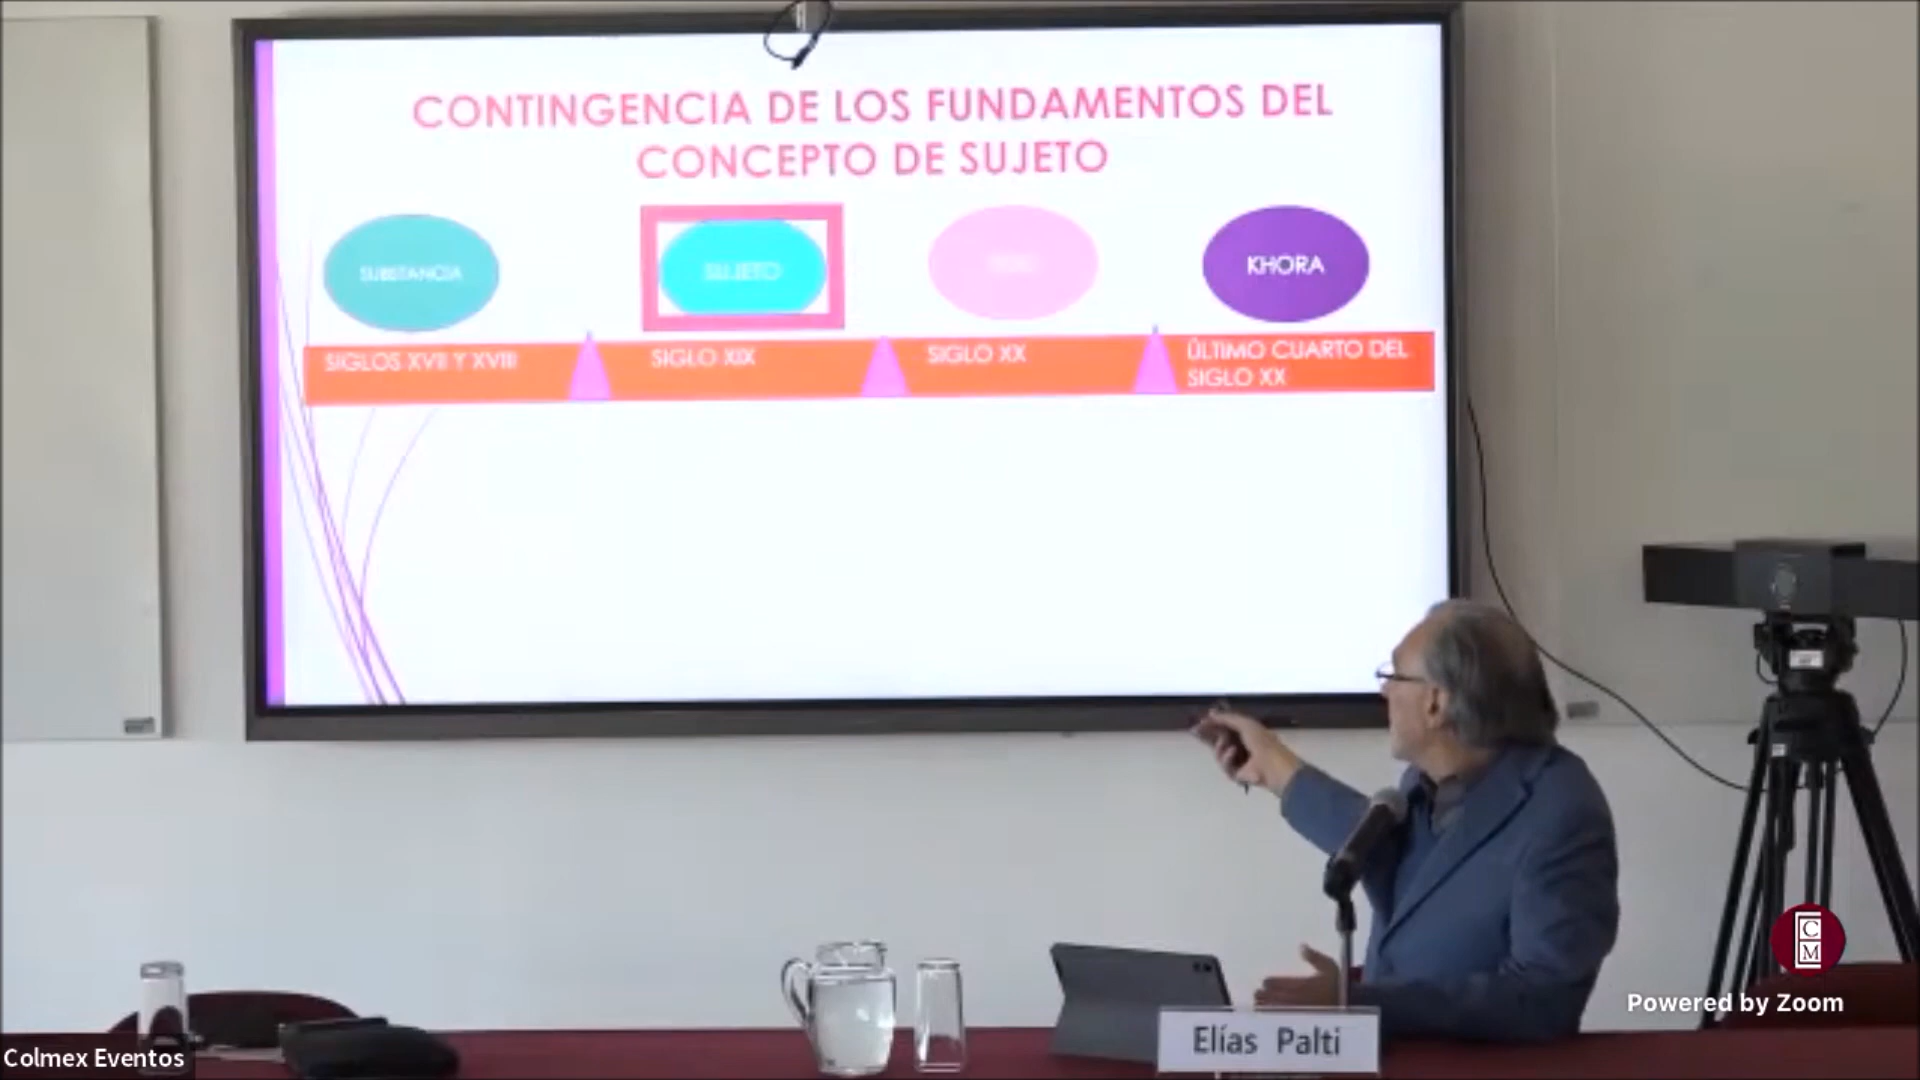 CONTINGENCIA DE LOS FUNDAMENTOS DEL
CONCEPTO DE SUJETO
SUBSTANCIA
SUJETO
KHORA
SIGLOS XVII Y XVIII
SIGLO XIX
SIGLO XX
ÚLTIMO CUARTO DEL
SIGLO XX
C
M
Powered by Zoom
Elías Palti
Colmex Eventos